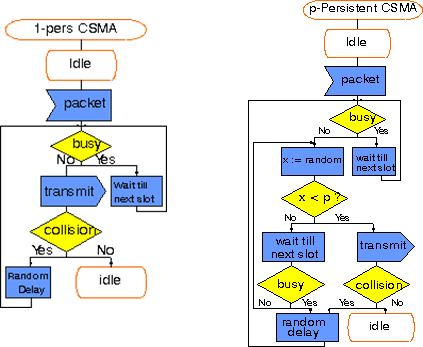 1-pers CSMA
Idle
packet
busy
No Yes
transmit
Wait till
next slot
collision
Yes No
Random
Delay
idle
p-Persistent CSMA
Idle
packet
busy
No Yes
x := random
wait till
next slot
x < p ?
No Yes
wait till
next slot
transmit
busy
collision
No Yes Yes No
random
delay
idle